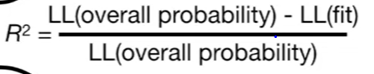 R² = LL(overall probability) - LL(fit)
LL(overall probability)